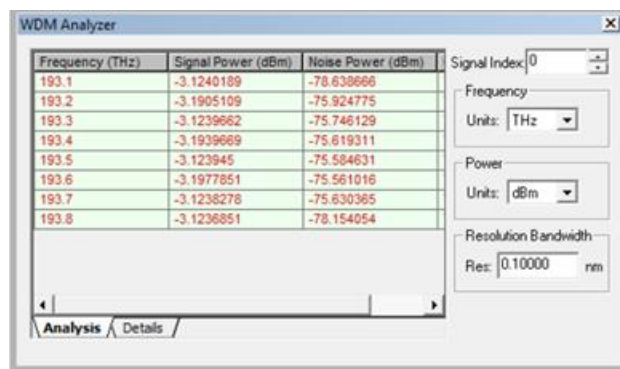 WDM Analyzer
Frequency (THz) Signal Power (dBm) Noise Power (dBm)
193.1 -3.1240189 -78.638666
193.2 -3.1905109 -75.924775
193.3 -3.1239662 -75.746129
193.4 -3.1939669 -75.619311
193.5 -3.123945 -75.584631
193.6 -3.1977851 -75.561016
193.7 -3.1238278 -75.630365
193.8 -3.1236851 -78.154054
Analysis Details
Signal Index: 0
Frequency
Units: THz
Power
Units: dBm
Resolution Bandwidth
Res: 0.10000 nm